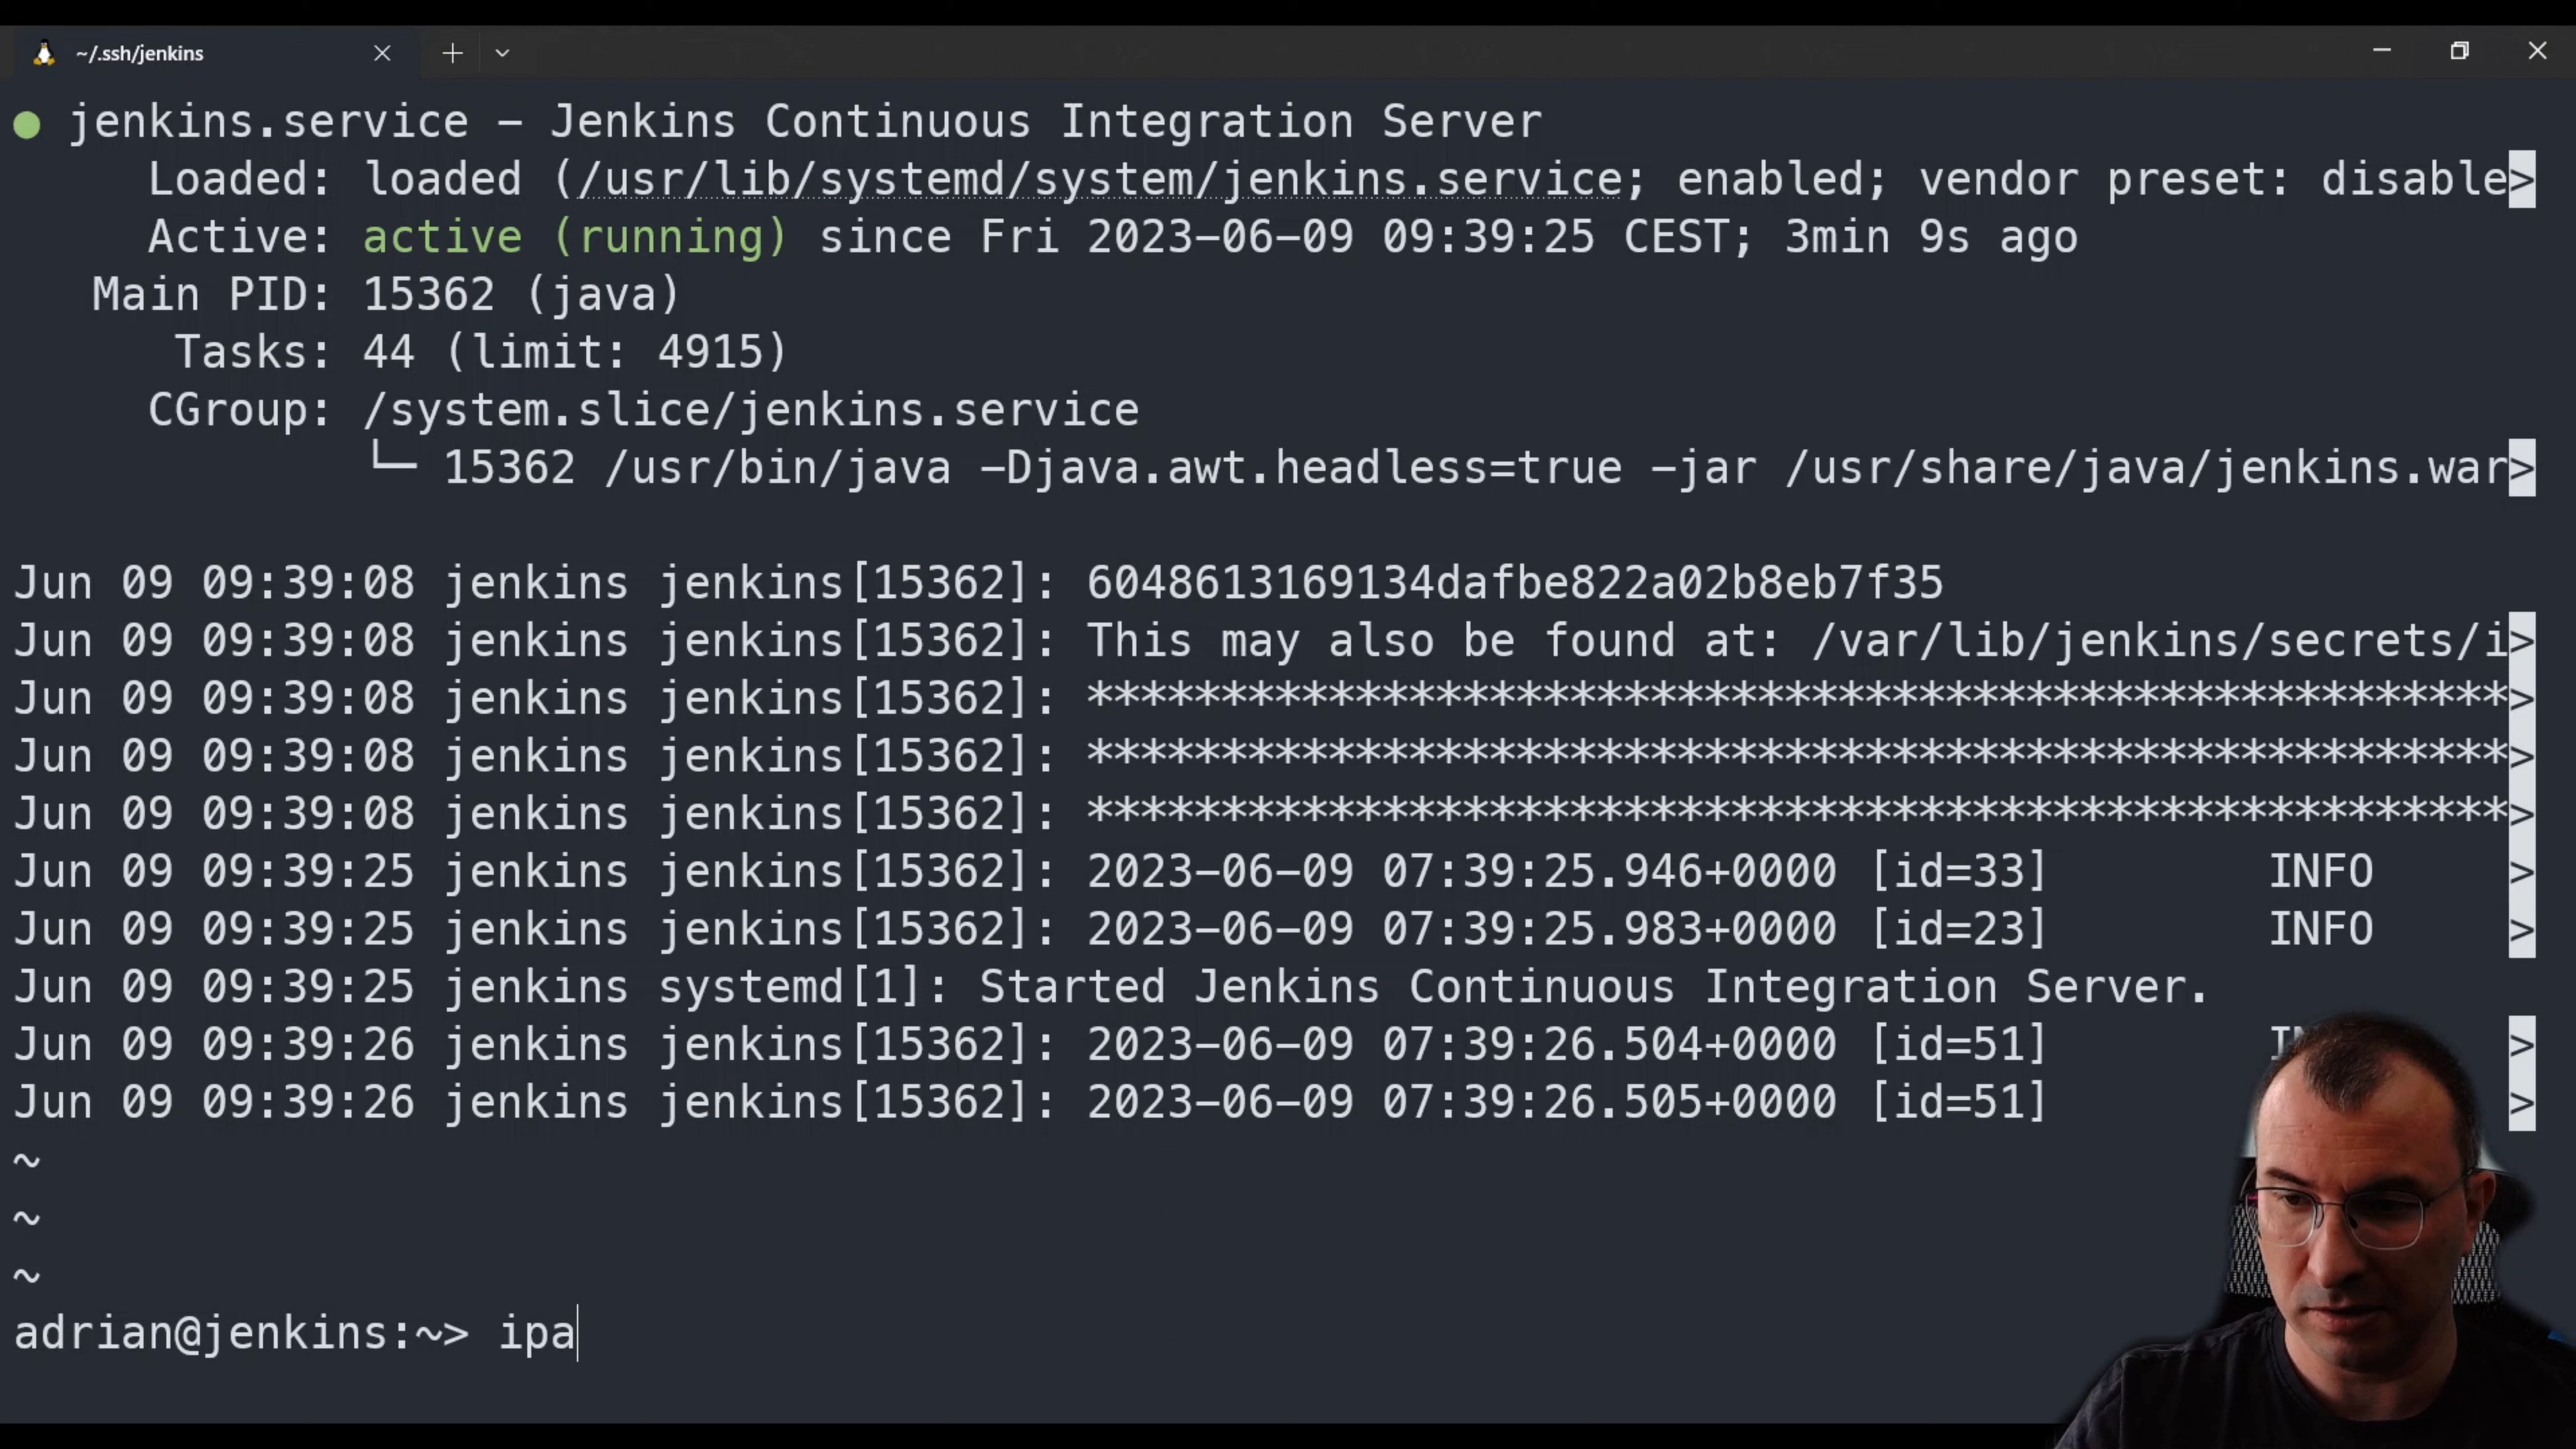 ~/.ssh/jenkins
● jenkins.service - Jenkins Continuous Integration Server
Loaded: loaded (/usr/lib/systemd/system/jenkins.service; enabled; vendor preset: disable>
Active: active (running) since Fri 2023-06-09 09:39:25 CEST; 3min 9s ago
Main PID: 15362 (java)
Tasks: 44 (limit: 4915)
CGroup: /system.slice/jenkins.service
└─ 15362 /usr/bin/java -Djava.awt.headless=true -jar /usr/share/java/jenkins.war>
Jun 09 09:39:08 jenkins jenkins[15362]: 6048613169134dafbe822a02b8eb7f35
Jun 09 09:39:08 jenkins jenkins[15362]: This may also be found at: /var/lib/jenkins/secrets/i>
Jun 09 09:39:08 jenkins jenkins[15362]: *****************************************************>
Jun 09 09:39:08 jenkins jenkins[15362]: *****************************************************>
Jun 09 09:39:08 jenkins jenkins[15362]: *****************************************************>
Jun 09 09:39:25 jenkins jenkins[15362]: 2023-06-09 07:39:25.946+0000 [id=33] INFO >
Jun 09 09:39:25 jenkins jenkins[15362]: 2023-06-09 07:39:25.983+0000 [id=23] INFO >
Jun 09 09:39:25 jenkins systemd[1]: Started Jenkins Continuous Integration Server.
Jun 09 09:39:26 jenkins jenkins[15362]: 2023-06-09 07:39:26.504+0000 [id=51] >
Jun 09 09:39:26 jenkins jenkins[15362]: 2023-06-09 07:39:26.505+0000 [id=51] >
~
~
~
adrian@jenkins:~> ipa